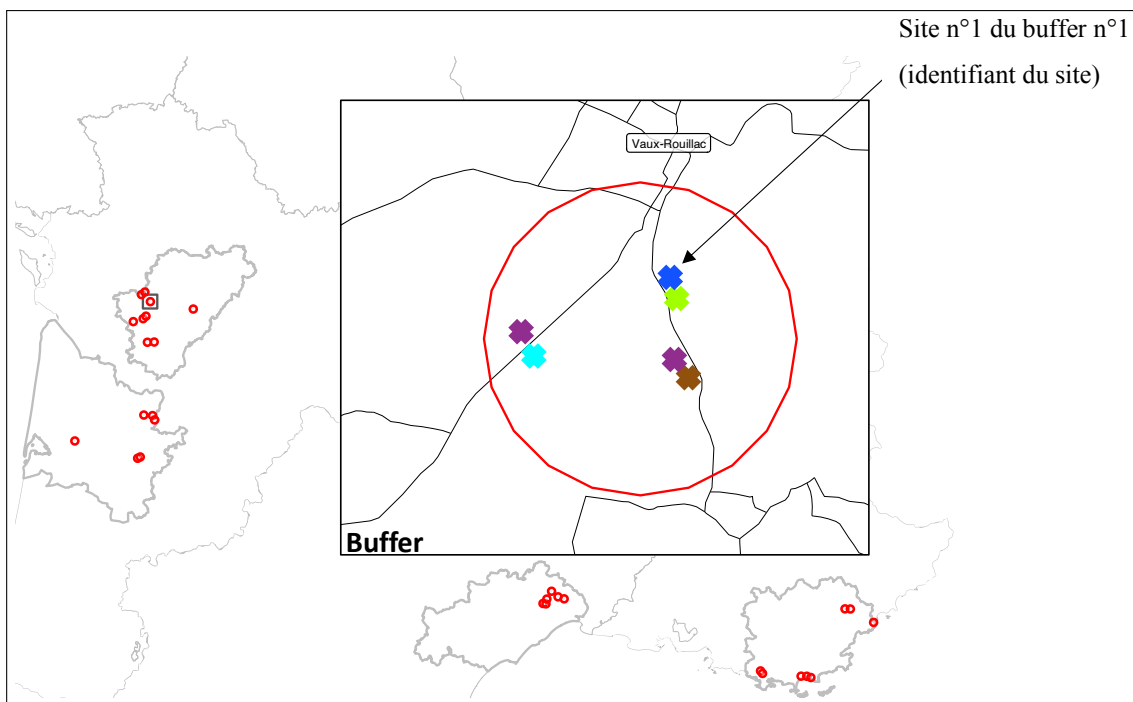 Site n°1 du buffer n°1
(identifiant du site)
Vaux-Rouillac
Buffer